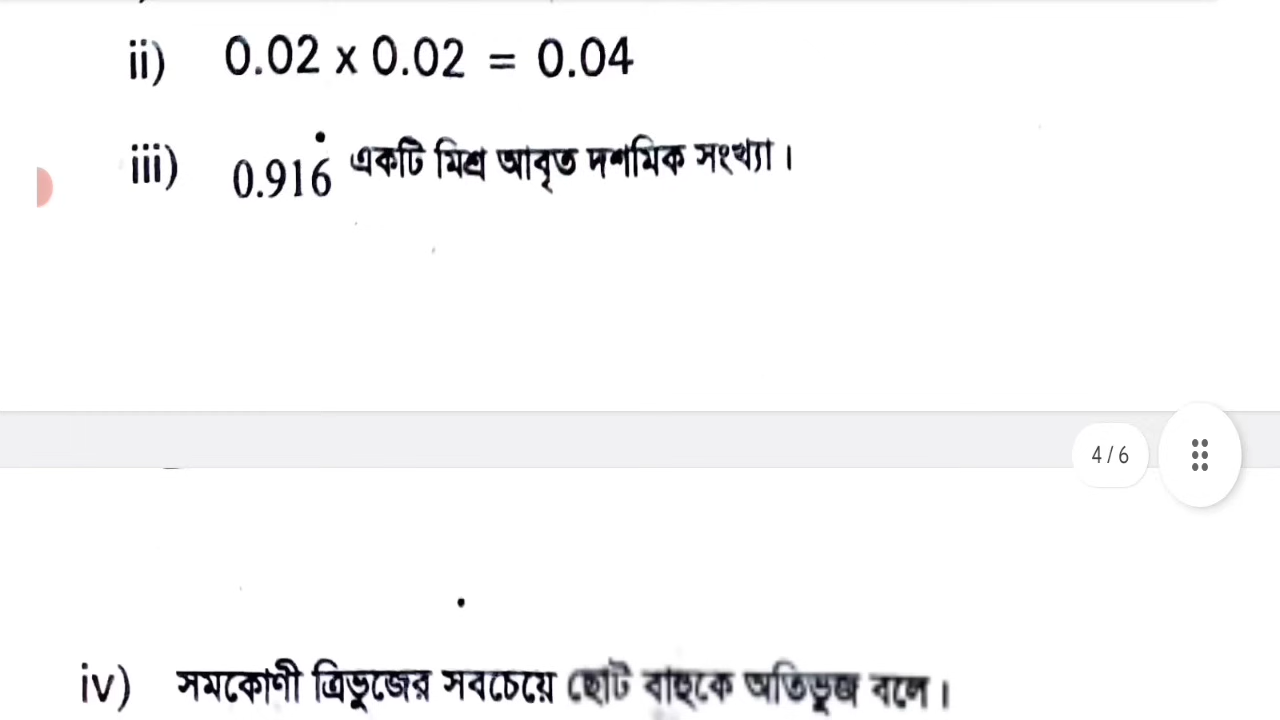 ii) 0.02 x 0.02 = 0.04
iii) 0.916̇ একটি মিশ্র আবৃত দশমিক সংখ্যা।
4 / 6
iv) সমকোণী ত্রিভুজের সবচেয়ে ছোট বাহুকে অতিভুজ বলে।